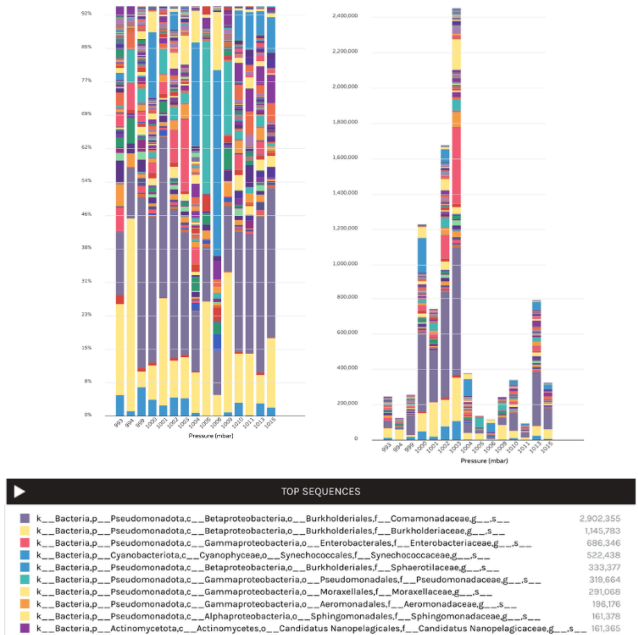 92%
85%
77%
69%
62%
54%
46%
38%
31%
23%
15%
8%
0%
993 994 999 1000 1001 1002 1003 1004 1005 1006 1009 1010 1011 1013 1015
Pressure (mbar)
2,400,000
2,200,000
2,000,000
1,800,000
1,600,000
1,400,000
1,200,000
1,000,000
800,000
600,000
400,000
200,000
0
993 994 999 1000 1001 1002 1003 1004 1005 1006 1009 1010 1011 1013 1015
Pressure (mbar)
TOP SEQUENCES
k__Bacteria,p__Pseudomonadota,c__Betaproteobacteria,o__Burkholderiales,f__Comamonadaceae,g__,s__ 2,902,355
k__Bacteria,p__Pseudomonadota,c__Betaproteobacteria,o__Burkholderiales,f__Burkholderiaceae,g__,s__ 1,145,783
k__Bacteria,p__Pseudomonadota,c__Gammaproteobacteria,o__Enterobacterales,f__Enterobacteriaceae,g__,s__ 686,346
k__Bacteria,p__Cyanobacteriota,c__Cyanophyceae,o__Synechococcales,f__Synechococcaceae,g__,s__ 522,438
k__Bacteria,p__Pseudomonadota,c__Betaproteobacteria,o__Burkholderiales,f__Sphaerotilaceae,g__,s__ 333,377
k__Bacteria,p__Pseudomonadota,c__Gammaproteobacteria,o__Pseudomonadales,f__Pseudomonadaceae,g__,s__ 319,664
k__Bacteria,p__Pseudomonadota,c__Gammaproteobacteria,o__Moraxellales,f__Moraxellaceae,g__,s__ 291,068
k__Bacteria,p__Pseudomonadota,c__Gammaproteobacteria,o__Aeromonadales,f__Aeromonadaceae,g__,s__ 196,176
k__Bacteria,p__Pseudomonadota,c__Alphaproteobacteria,o__Sphingomonadales,f__Sphingomonadaceae,g__,s__ 161,378
k__Bacteria,p__Actinomycetota,c__Actinomycetes,o__Candidatus Nanopelagicales,f__Candidatus Nanopelagicaceae,g__,s__ 161,365